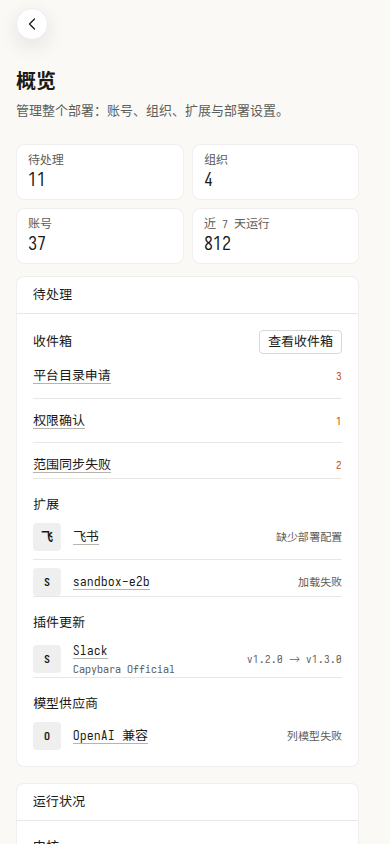 概览
管理整个部署：账号、组织、扩展与部署设置。
待处理
11
组织
4
账号
37
近 7 天运行
812
待处理
收件箱
查看收件箱
平台目录申请
3
权限确认
1
范围同步失败
2
扩展
飞
飞书
缺少部署配置
S
sandbox-e2b
加载失败
插件更新
S
Slack
Capybara Official
v1.2.0 → v1.3.0
模型供应商
O
OpenAI 兼容
列模型失败
运行状况